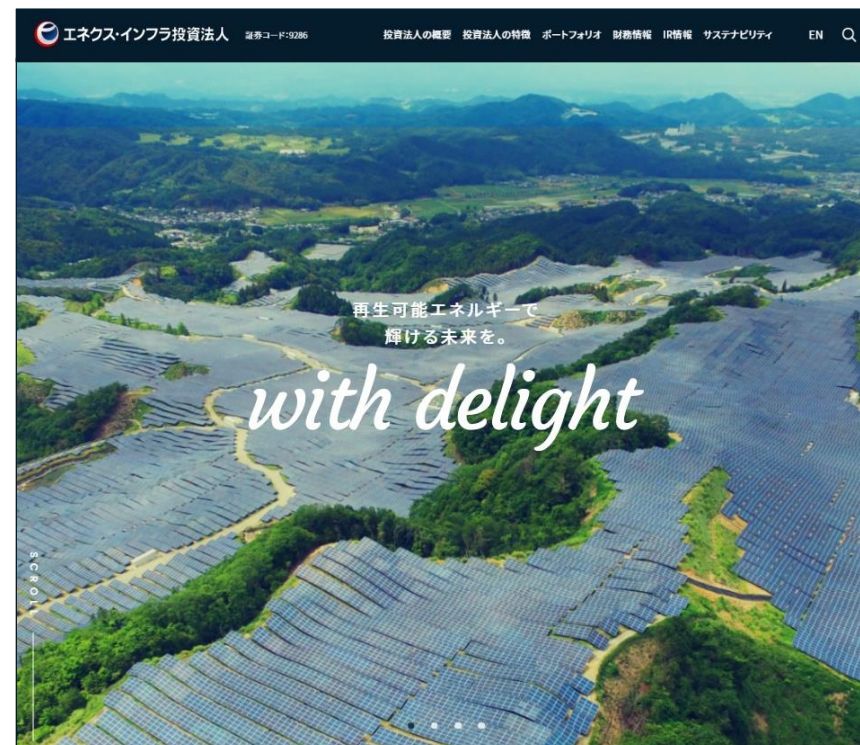 エネクス・インフラ投資法人 証券コード:9286 投資法人の概要 投資法人の特徴 ポートフォリオ 財務情報 IR情報 サステナビリティ EN
再生可能エネルギーで
輝ける未来を。
with delight
SCROLL